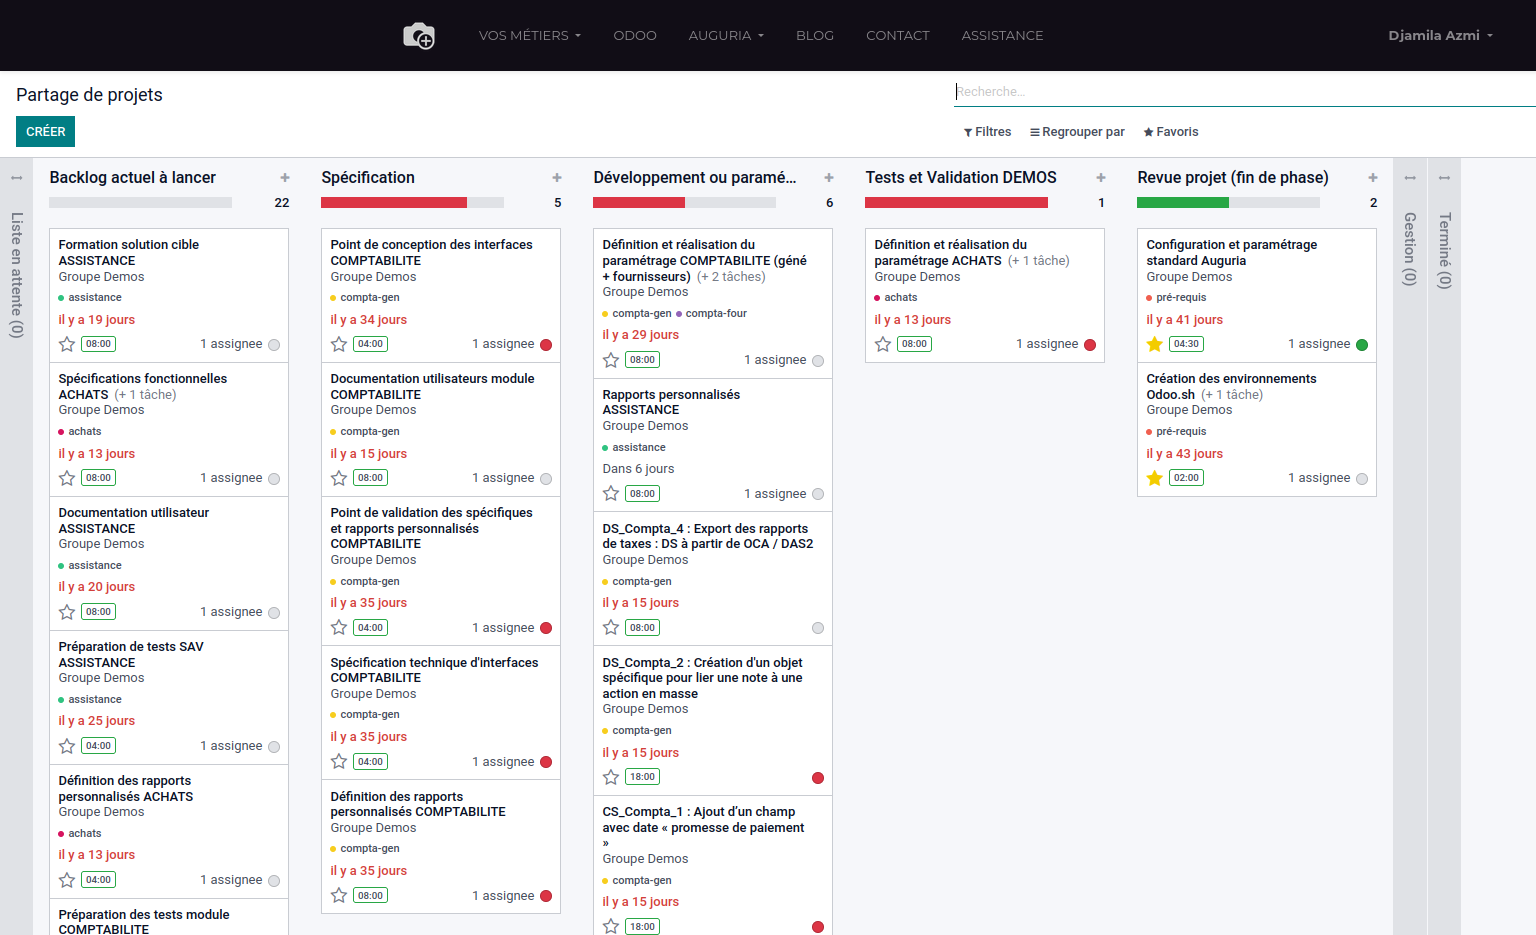 VOS MÉTIERS
ODOO
AUGURIA
BLOG
CONTACT
ASSISTANCE
Djamila Azmi
Partage de projets
Recherche...
CRÉER
Filtres
Regrouper par
Favoris
Liste en attente (0)
Backlog actuel à lancer
22
Formation solution cible
ASSISTANCE
Groupe Demos
assistance
il y a 19 jours
08:00
1 assignee
Spécifications fonctionnelles
ACHATS (+ 1 tâche)
Groupe Demos
achats
il y a 13 jours
08:00
1 assignee
Documentation utilisateur
ASSISTANCE
Groupe Demos
assistance
il y a 20 jours
08:00
1 assignee
Préparation de tests SAV
ASSISTANCE
Groupe Demos
assistance
il y a 25 jours
04:00
1 assignee
Définition des rapports
personnalisés ACHATS
Groupe Demos
achats
il y a 13 jours
04:00
1 assignee
Préparation des tests module
COMPTABILITE
Spécification
5
Point de conception des interfaces
COMPTABILITE
Groupe Demos
compta-gen
il y a 34 jours
04:00
1 assignee
Documentation utilisateurs module
COMPTABILITE
Groupe Demos
compta-gen
il y a 15 jours
08:00
1 assignee
Point de validation des spécifiques
et rapports personnalisés
COMPTABILITE
Groupe Demos
compta-gen
il y a 35 jours
04:00
1 assignee
Spécification technique d'interfaces
COMPTABILITE
Groupe Demos
compta-gen
il y a 35 jours
04:00
1 assignee
Définition des rapports
personnalisés COMPTABILITE
Groupe Demos
compta-gen
il y a 35 jours
08:00
1 assignee
Développement ou paramé...
6
Définition et réalisation du
paramétrage COMPTABILITE (géné
+ fournisseurs) (+ 2 tâches)
Groupe Demos
compta-gen compta-four
il y a 29 jours
08:00
1 assignee
Rapports personnalisés
ASSISTANCE
Groupe Demos
assistance
Dans 6 jours
08:00
1 assignee
DS_Compta_4 : Export des rapports
de taxes : DS à partir de OCA / DAS2
Groupe Demos
compta-gen
il y a 15 jours
08:00
DS_Compta_2 : Création d'un objet
spécifique pour lier une note à une
action en masse
Groupe Demos
compta-gen
il y a 15 jours
18:00
CS_Compta_1 : Ajout d’un champ
avec date « promesse de paiement
»
Groupe Demos
compta-gen
il y a 15 jours
18:00
Tests et Validation DEMOS
1
Définition et réalisation du
paramétrage ACHATS (+ 1 tâche)
Groupe Demos
achats
il y a 13 jours
08:00
1 assignee
Revue projet (fin de phase)
2
Configuration et paramétrage
standard Auguria
Groupe Demos
pré-requis
il y a 41 jours
04:30
1 assignee
Création des environnements
Odoo.sh (+ 1 tâche)
Groupe Demos
pré-requis
il y a 43 jours
02:00
1 assignee
Gestion (0)
Terminé (0)